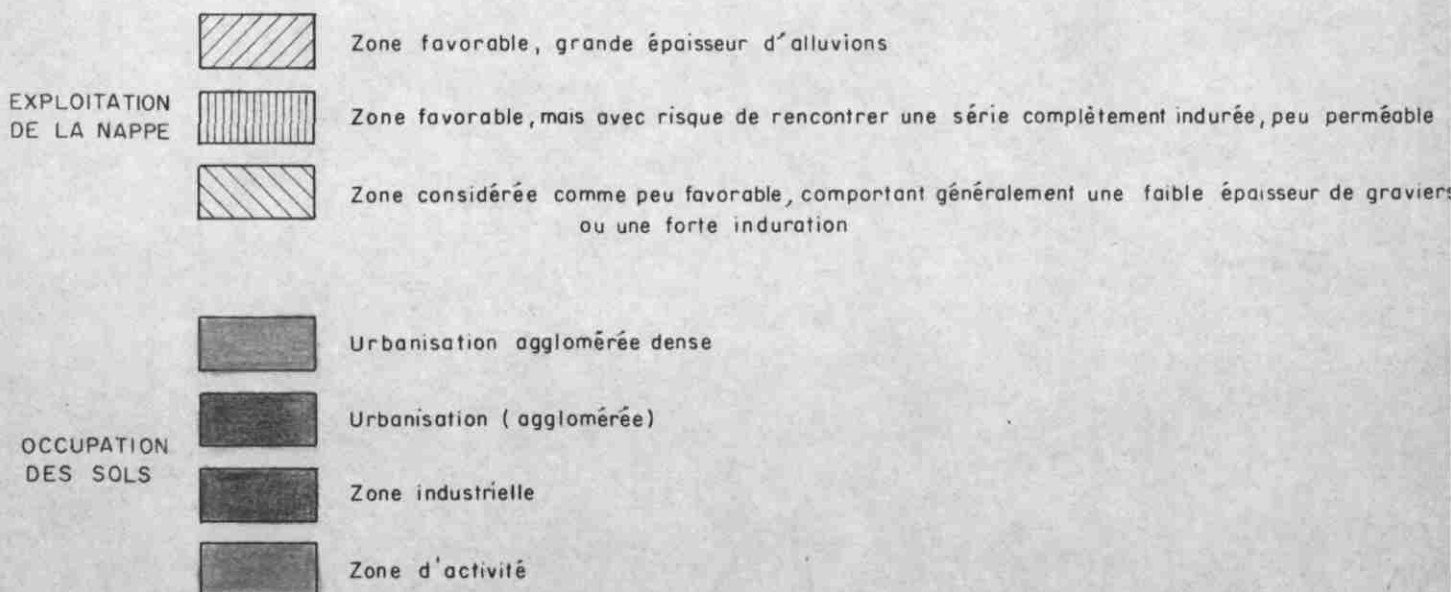 Zone favorable, grande épaisseur d'alluvions
EXPLOITATION
DE LA NAPPE
Zone favorable, mais avec risque de rencontrer une série complètement indurée, peu perméable
Zone considérée comme peu favorable, comportant généralement une faible épaisseur de graviers
ou une forte induration
Urbanisation agglomérée dense
Urbanisation (agglomérée)
OCCUPATION
DES SOLS
Zone industrielle
Zone d'activité